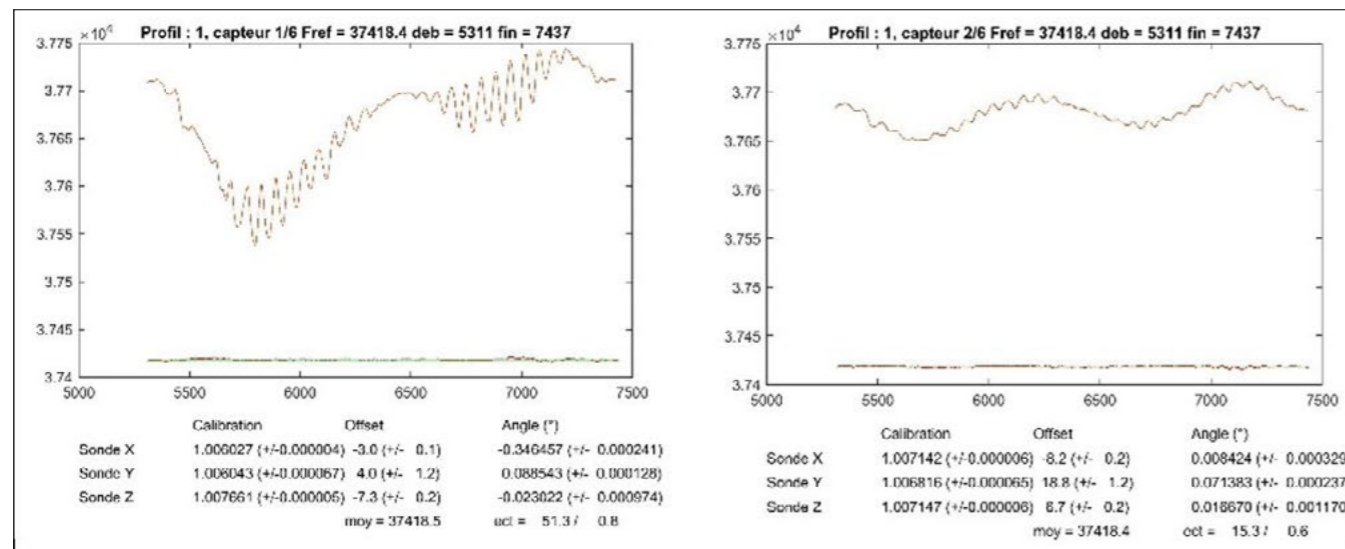 Profil : 1, capteur 1/6 Fref = 37418.4 deb = 5311 fin = 7437
×10⁴
3.775
3.77
3.765
3.76
3.755
3.75
3.745
3.74
5000 5500 6000 6500 7000 7500
Calibration Offset Angle (°)
Sonde X 1.006027 (+/-0.000004) -3.0 (+/- 0.1) -0.346457 (+/- 0.000241)
Sonde Y 1.006043 (+/-0.000067) 4.0 (+/- 1.2) 0.088543 (+/- 0.000128)
Sonde Z 1.007661 (+/-0.000005) -7.3 (+/- 0.2) -0.023022 (+/- 0.000974)
moy = 37418.5 ect = 51.3 / 0.8
Profil : 1, capteur 2/6 Fref = 37418.4 deb = 5311 fin = 7437
×10⁴
3.775
3.77
3.765
3.76
3.755
3.75
3.745
3.74
5000 5500 6000 6500 7000 7500
Calibration Offset Angle (°)
Sonde X 1.007142 (+/-0.000006) -8.2 (+/- 0.2) 0.008424 (+/- 0.000329)
Sonde Y 1.006816 (+/-0.000065) 18.8 (+/- 1.2) 0.071383 (+/- 0.000237)
Sonde Z 1.007147 (+/-0.000006) 8.7 (+/- 0.2) 0.016670 (+/- 0.001170)
moy = 37418.4 ect = 15.3 / 0.6